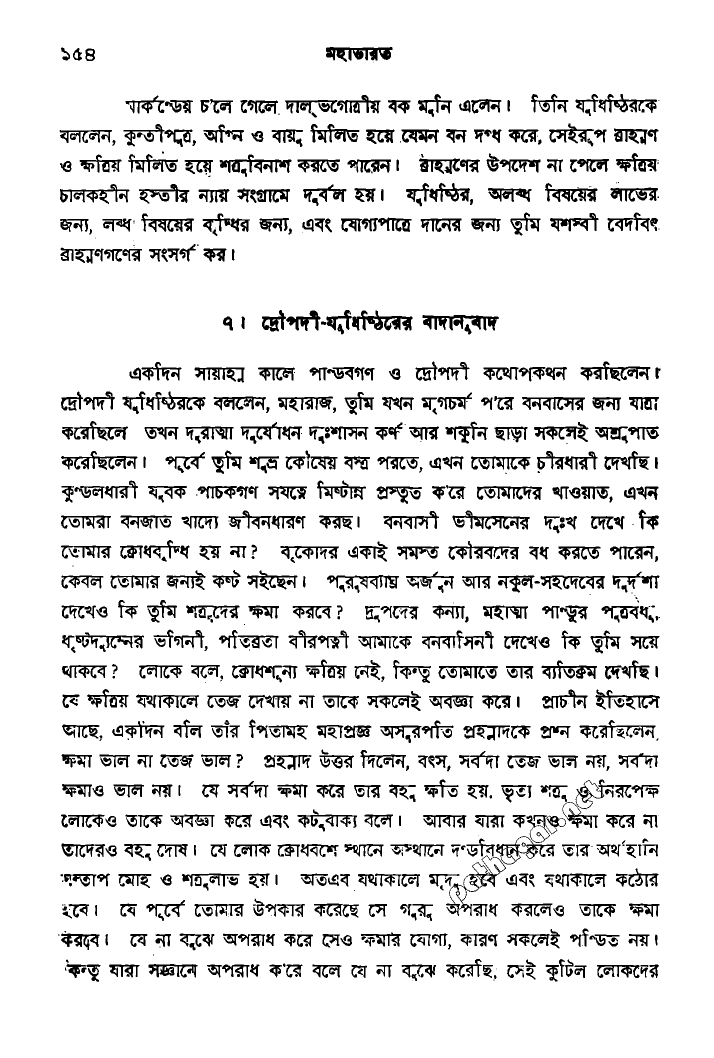 ১৫৪ মহাভারত
মার্কণ্ডেয় চ'লে গেলে দাল্‌ভগোত্রীয় বক মুনি এলেন। তিনি যুধিষ্ঠিরকে
বললেন, কুন্তীপুত্র, অগ্নি ও বায়ু মিলিত হয়ে যেমন বন দগ্ধ করে, সেইরূপ ব্রাহ্মণ
ও ক্ষত্রিয় মিলিত হয়ে শত্রুবিনাশ করতে পারেন। ব্রাহ্মণের উপদেশ না পেলে ক্ষত্রিয়
চালকহীন হস্তীর ন্যায় সংগ্রামে দুর্বল হয়। যুধিষ্ঠির, অলব্ধ বিষয়ের লাভের
জন্য, লব্ধ বিষয়ের বৃদ্ধির জন্য, এবং যোগ্যপাত্রে দানের জন্য তুমি যশস্বী বেদবিৎ
ব্রাহ্মণগণের সংসর্গ কর।
৭। দ্রৌপদী-যুধিষ্ঠিরের বাদানুবাদ
একদিন সায়াহ্ন কালে পাণ্ডবগণ ও দ্রৌপদী কথোপকথন করছিলেন।
দ্রৌপদী যুধিষ্ঠিরকে বললেন, মহারাজ, তুমি যখন মৃগচর্ম প'রে বনবাসের জন্য যাত্রা
করেছিলে তখন দুরাত্মা দুর্যোধন দুঃশাসন কর্ণ আর শকুনি ছাড়া সকলেই অশ্রুপাত
করেছিলেন। পূর্বে তুমি শুভ্র কৌষেয় বস্ত্র পরতে, এখন তোমাকে চীরধারী দেখছি।
কুণ্ডলধারী যুবক পাচকগণ সযত্নে মিষ্টান্ন প্রস্তুত ক'রে তোমাদের খাওয়াত, এখন
তোমরা বনজাত খাদ্যে জীবনধারণ করছ। বনবাসী ভীমসেনের দুঃখ দেখে কি
তোমার ক্রোধবৃদ্ধি হয় না? বৃকোদর একাই সমস্ত কৌরবদের বধ করতে পারেন,
কেবল তোমার জন্যই কষ্ট সইছেন। পুরুষব্যাঘ্র অর্জুন আর নকুল-সহদেবের দুর্দশা
দেখেও কি তুমি শত্রুদের ক্ষমা করবে? দ্রুপদের কন্যা, মহাত্মা পাণ্ডুর পুত্রবধূ,
ধৃষ্টদ্যুম্নের ভগিনী, পতিব্রতা বীরপত্নী আমাকে বনবাসিনী দেখেও কি তুমি সয়ে
থাকবে? লোকে বলে, ক্রোধশূন্য ক্ষত্রিয় নেই, কিন্তু তোমাতে তার ব্যতিক্রম দেখছি।
যে ক্ষত্রিয় যথাকালে তেজ দেখায় না তাকে সকলেই অবজ্ঞা করে। প্রাচীন ইতিহাসে
আছে, একদিন বলি তাঁর পিতামহ মহাপ্রাজ্ঞ অসুরপতি প্রহ্লাদকে প্রশ্ন করেছিলেন,
ক্ষমা ভাল না তেজ ভাল? প্রহ্লাদ উত্তর দিলেন, বৎস, সর্বদা তেজ ভাল নয়, সর্বদা
ক্ষমাও ভাল নয়। যে সর্বদা ক্ষমা করে তার বহু ক্ষতি হয়, ভৃত্য শত্রু ও নিরপেক্ষ
লোকেও তাকে অবজ্ঞা করে এবং কটুবাক্য বলে। আবার যারা কখনও ক্ষমা করে না
তাদেরও বহু দোষ। যে লোক ক্রোধবশে স্থানে অস্থানে দণ্ডবিধান করে তার অর্থহানি
সন্তাপ মোহ ও শত্রুলাভ হয়। অতএব যথাকালে মৃদু হবে এবং যথাকালে কঠোর
হবে। যে পূর্বে তোমার উপকার করেছে সে গুরু অপরাধ করলেও তাকে ক্ষমা
করবে। যে না বুঝে অপরাধ করে সেও ক্ষমার যোগ্য, কারণ সকলেই পণ্ডিত নয়।
কিন্তু যারা সজ্ঞানে অপরাধ ক'রে বলে যে না বুঝে করেছি, সেই কুটিল লোকদের
pathagar.net